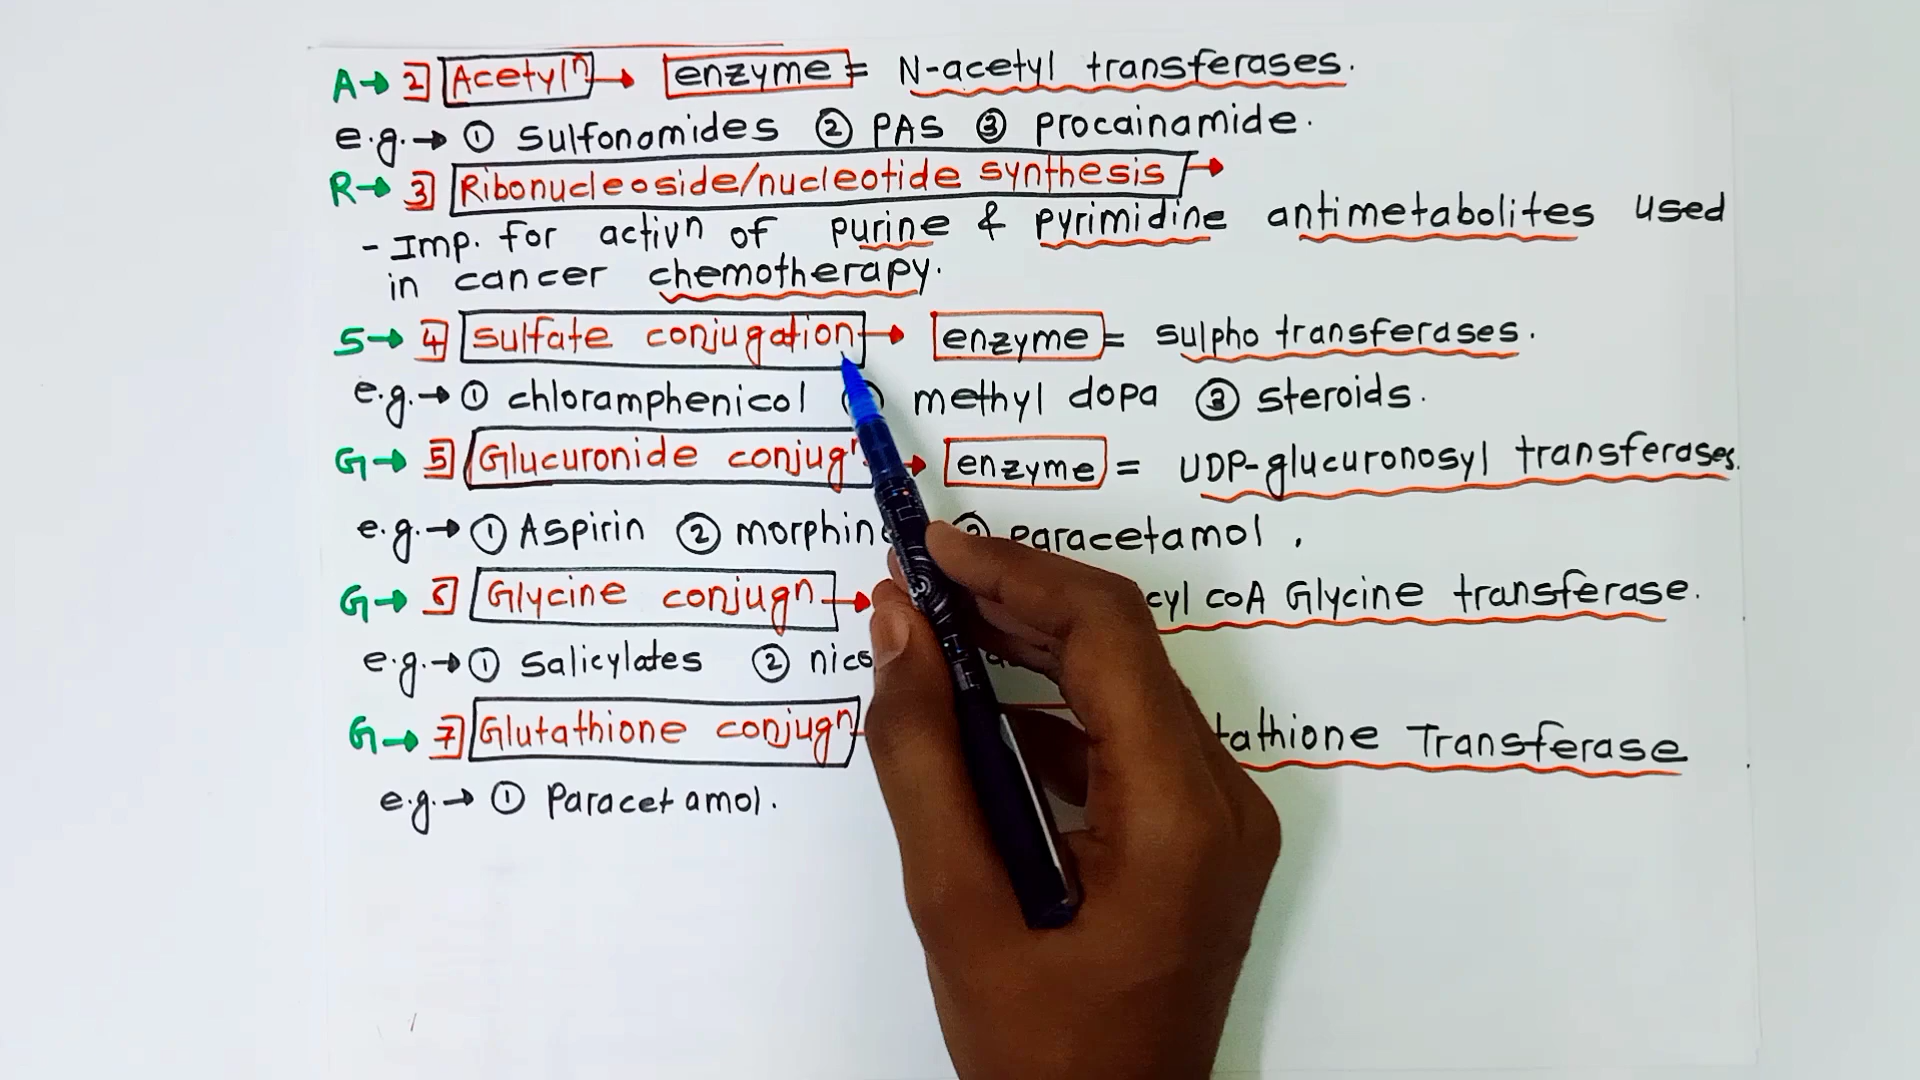 A→ 2] Acetylⁿ → enzyme = N-acetyl transferases.
e.g.→ ① sulfonamides ② PAS ③ procainamide.
R→ 3] Ribonucleoside/nucleotide synthesis →
- Imp. for activn of purine & pyrimidine antimetabolites used
in cancer chemotherapy.
S→ 4] sulfate conjugation → enzyme = sulpho transferases.
e.g.→ ① chloramphenicol methyl dopa ③ steroids.
G→ 5] Glucuronide conjugⁿ → enzyme = UDP-glucuronosyl transferases.
e.g.→ ① Aspirin ② morphine ③ paracetamol.
G→ 6] Glycine conjugn → CoA Glycine transferase.
e.g.→ ① salicylates ②
G→ 7] Glutathione conjugⁿ Transferase
e.g.→ ① Paracetamol.